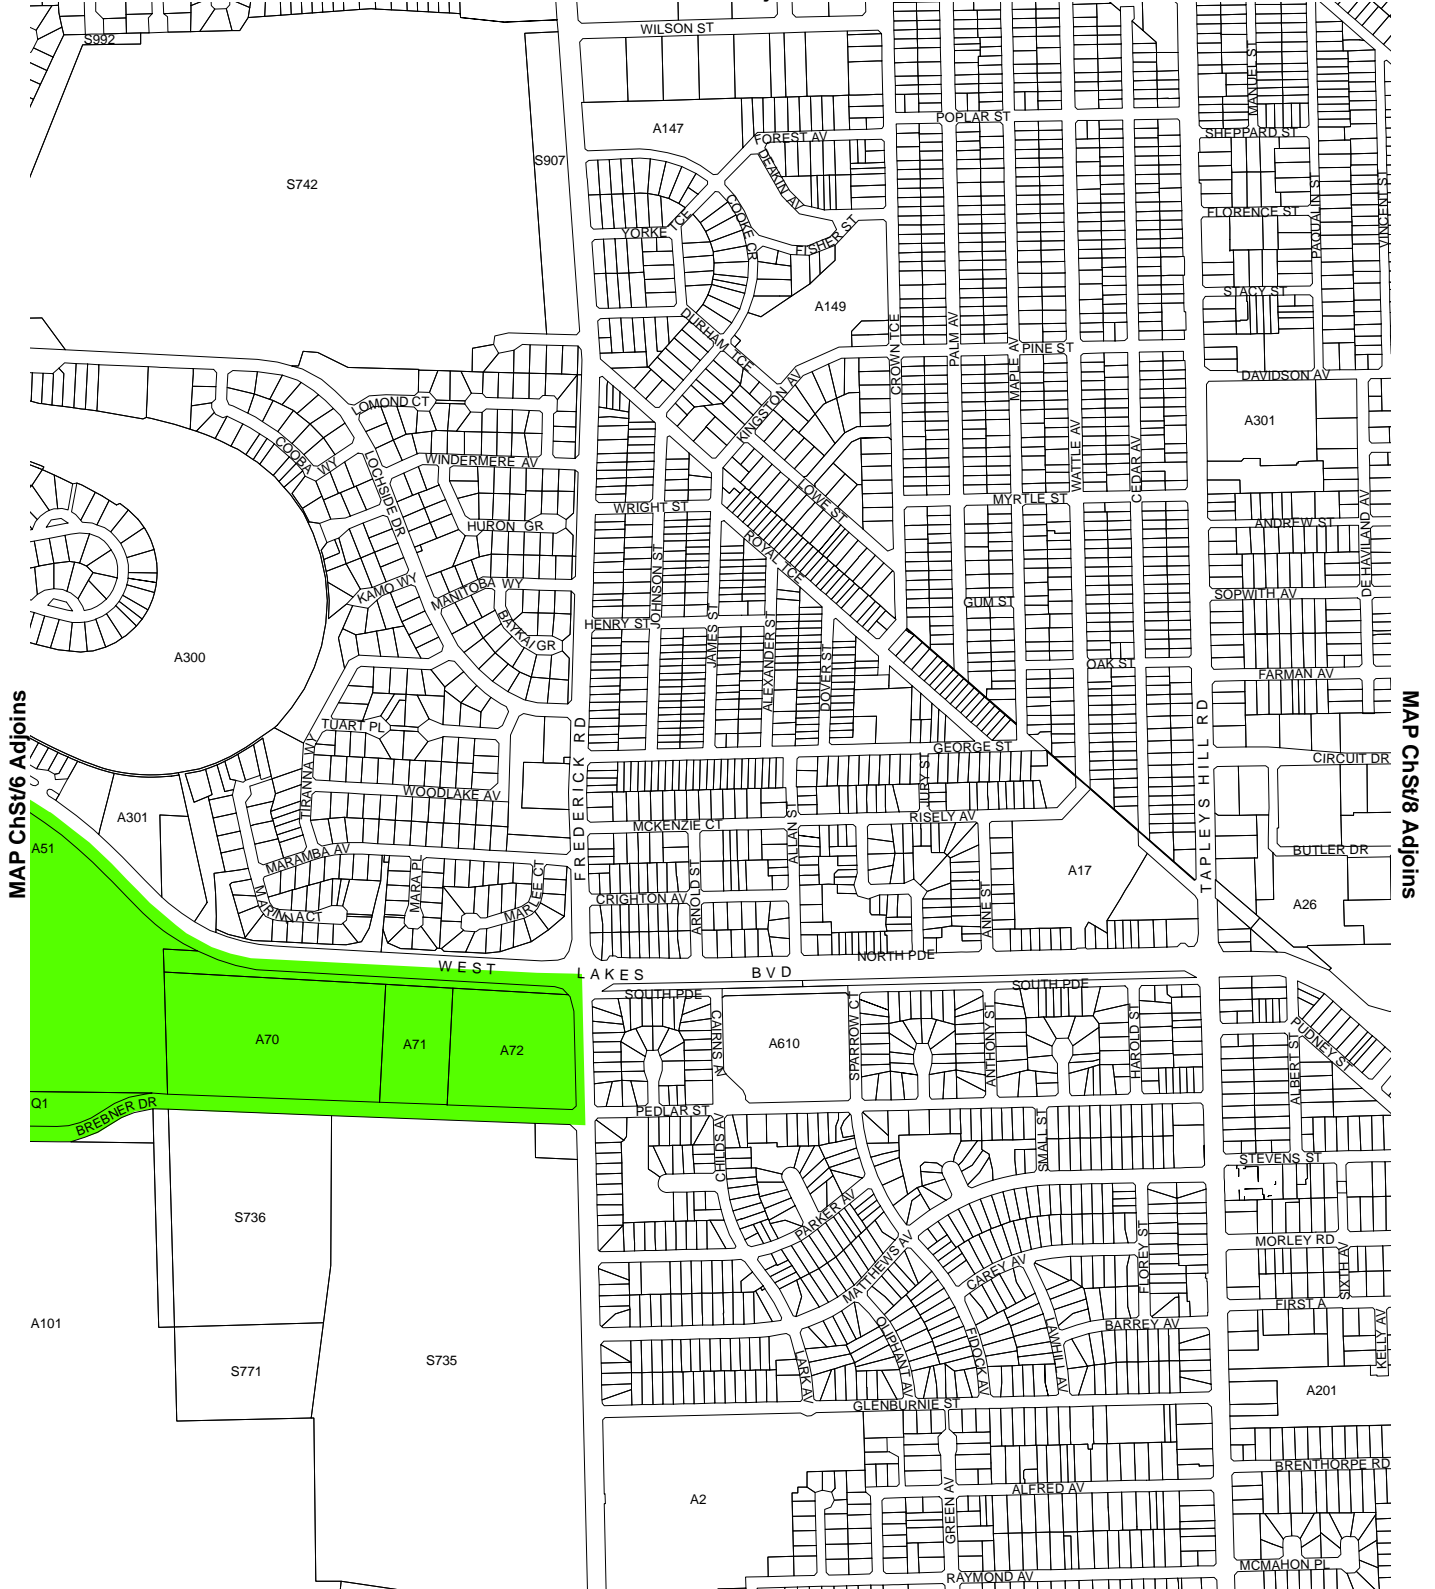 WILSON ST
S992
MANUEL ST
POPLAR ST
A147
SHEPPARD ST
FOREST AV
S907
DEAKIN AV
S742
PAQUALIN ST
VINCENT ST
COOKE CR
FLORENCE ST
YORKE TCE
FISHER ST
STACY ST
A149
DURHAM TCE
CROWN TCE
PALM AV
MAPLE AV
PINE ST
DAVIDSON AV
KINGSTON AV
LOMOND CT
A301
WATTLE AV
CEDAR AV
COOBA WY
WINDERMERE AV
LOCHSIDE DR
LOWE ST
MYRTLE ST
WRIGHT ST
ANDREW ST
HURON GR
DE HAVILAND AV
ROYAL TCE
JOHNSON ST
KAMO WY
MANITOBA WY
SOPWITH AV
GUM ST
BAYKAI GR
HENRY ST
JAMES ST
ALEXANDER ST
DOVER ST
A300
OAK ST
FARMAN AV
MAP ChSt/6 Adjoins
MAP ChSt/8 Adjoins
TUART PL
FREDERICK RD
TAPLEYS HILL RD
GEORGE ST
CIRCUIT DR
TIRANNA WY
JURY ST
WOODLAKE AV
A301
RISELY AV
MCKENZIE CT
ALLAN ST
A51
BUTLER DR
MARAMBA AV
A17
MARA PL
MARLEE CT
ARNOLD ST
CRIGHTON AV
ANNE ST
A26
NORTH PDE
WEST LAKES BVD
SOUTH PDE
SOUTH PDE
CAIRNS AV
SPARROW CT
ANTHONY ST
HAROLD ST
PUDNEY ST
ALBERT ST
A70
A71
A72
A610
Q1
BREBNER DR
PEDLAR ST
CHILDS AV
SMALL ST
STEVENS ST
S736
PARKER AV
MATTHEWS AV
FLOREY ST
MORLEY RD
SIXTH AV
CAREY AV
FIRST A
A101
BARREY AV
OLIPHANT AV
FIDOCK AV
LAWHILL AV
KELLY AV
S735
S771
ARK AV
A201
GLENBURNIE ST
BRENTHORPE RD
ALFRED AV
A2
GREEN AV
MCMAHON PL
RAYMOND AV